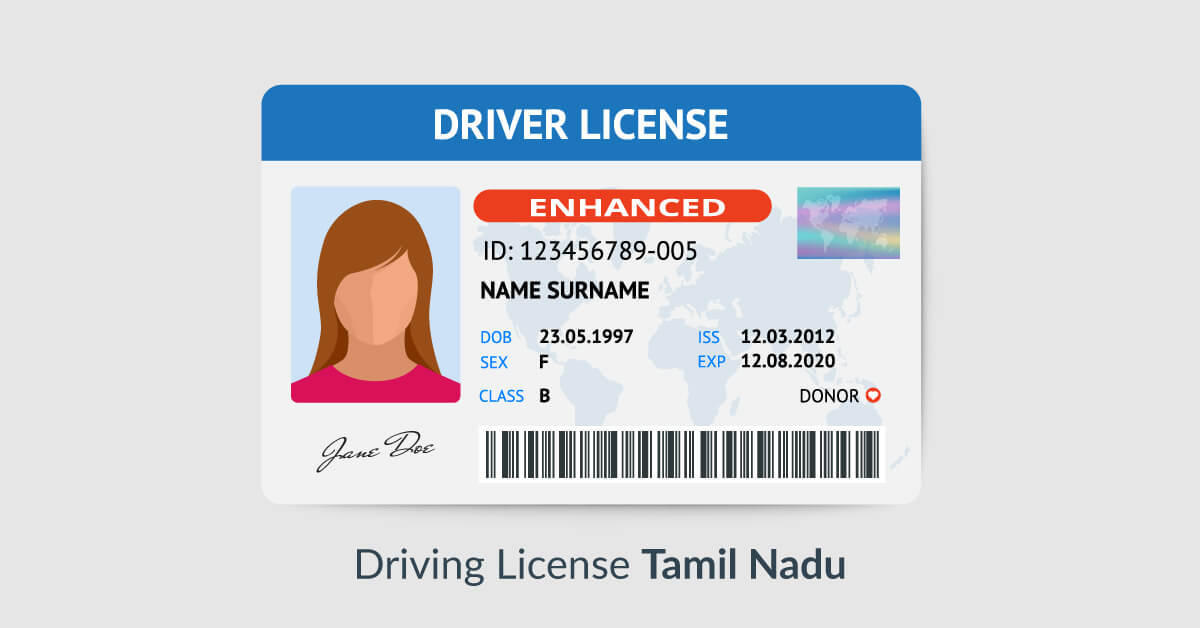 DRIVER LICENSE
ENHANCED
ID: 123456789-005
NAME SURNAME
DOB 23.05.1997 ISS 12.03.2012
SEX F EXP 12.08.2020
CLASS B DONOR
Jane Doe
Driving License Tamil Nadu